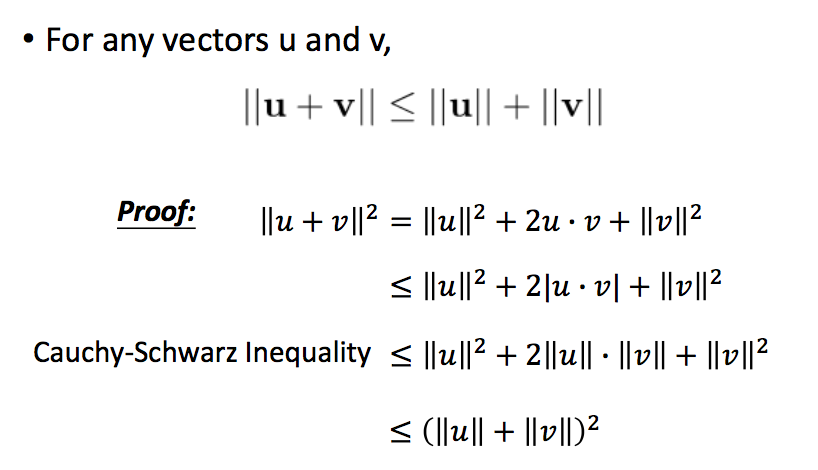 • For any vectors u and v,
||u + v|| ≤ ||u|| + ||v||
Proof: ‖u + v‖² = ‖u‖² + 2u · v + ‖v‖²
≤ ‖u‖² + 2|u · v| + ‖v‖²
Cauchy-Schwarz Inequality ≤ ‖u‖² + 2‖u‖ · ‖v‖ + ‖v‖²
≤ (‖u‖ + ‖v‖)²